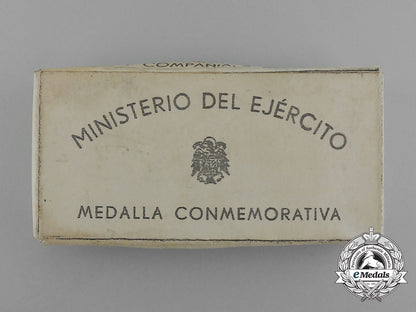 COMPAÑIA
MINISTERIO DEL EJÉRCITO
MEDALLA CONMEMORATIVA
eMedals